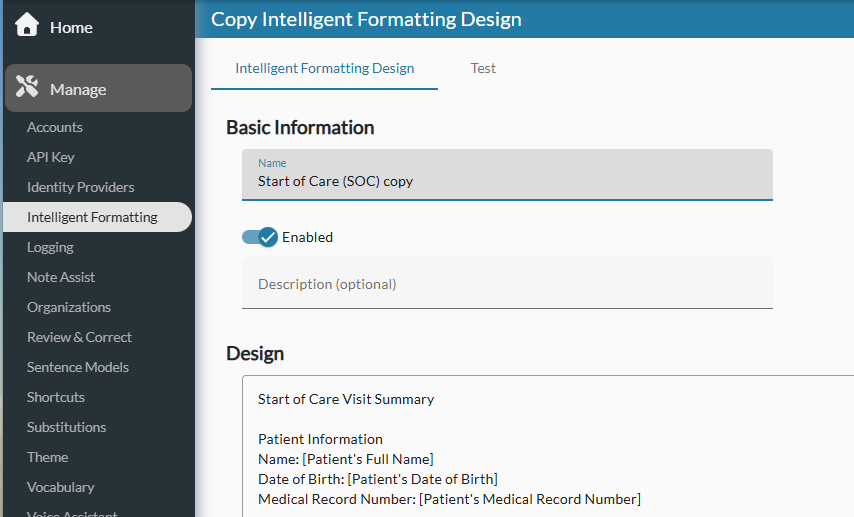 Home
Manage
Accounts
API Key
Identity Providers
Intelligent Formatting
Logging
Note Assist
Organizations
Review & Correct
Sentence Models
Shortcuts
Substitutions
Theme
Vocabulary
Voice Assistant
Copy Intelligent Formatting Design
Intelligent Formatting Design
Test
Basic Information
Name
Start of Care (SOC) copy
Enabled
Description (optional)
Design
Start of Care Visit Summary
Patient Information
Name: [Patient's Full Name]
Date of Birth: [Patient's Date of Birth]
Medical Record Number: [Patient's Medical Record Number]